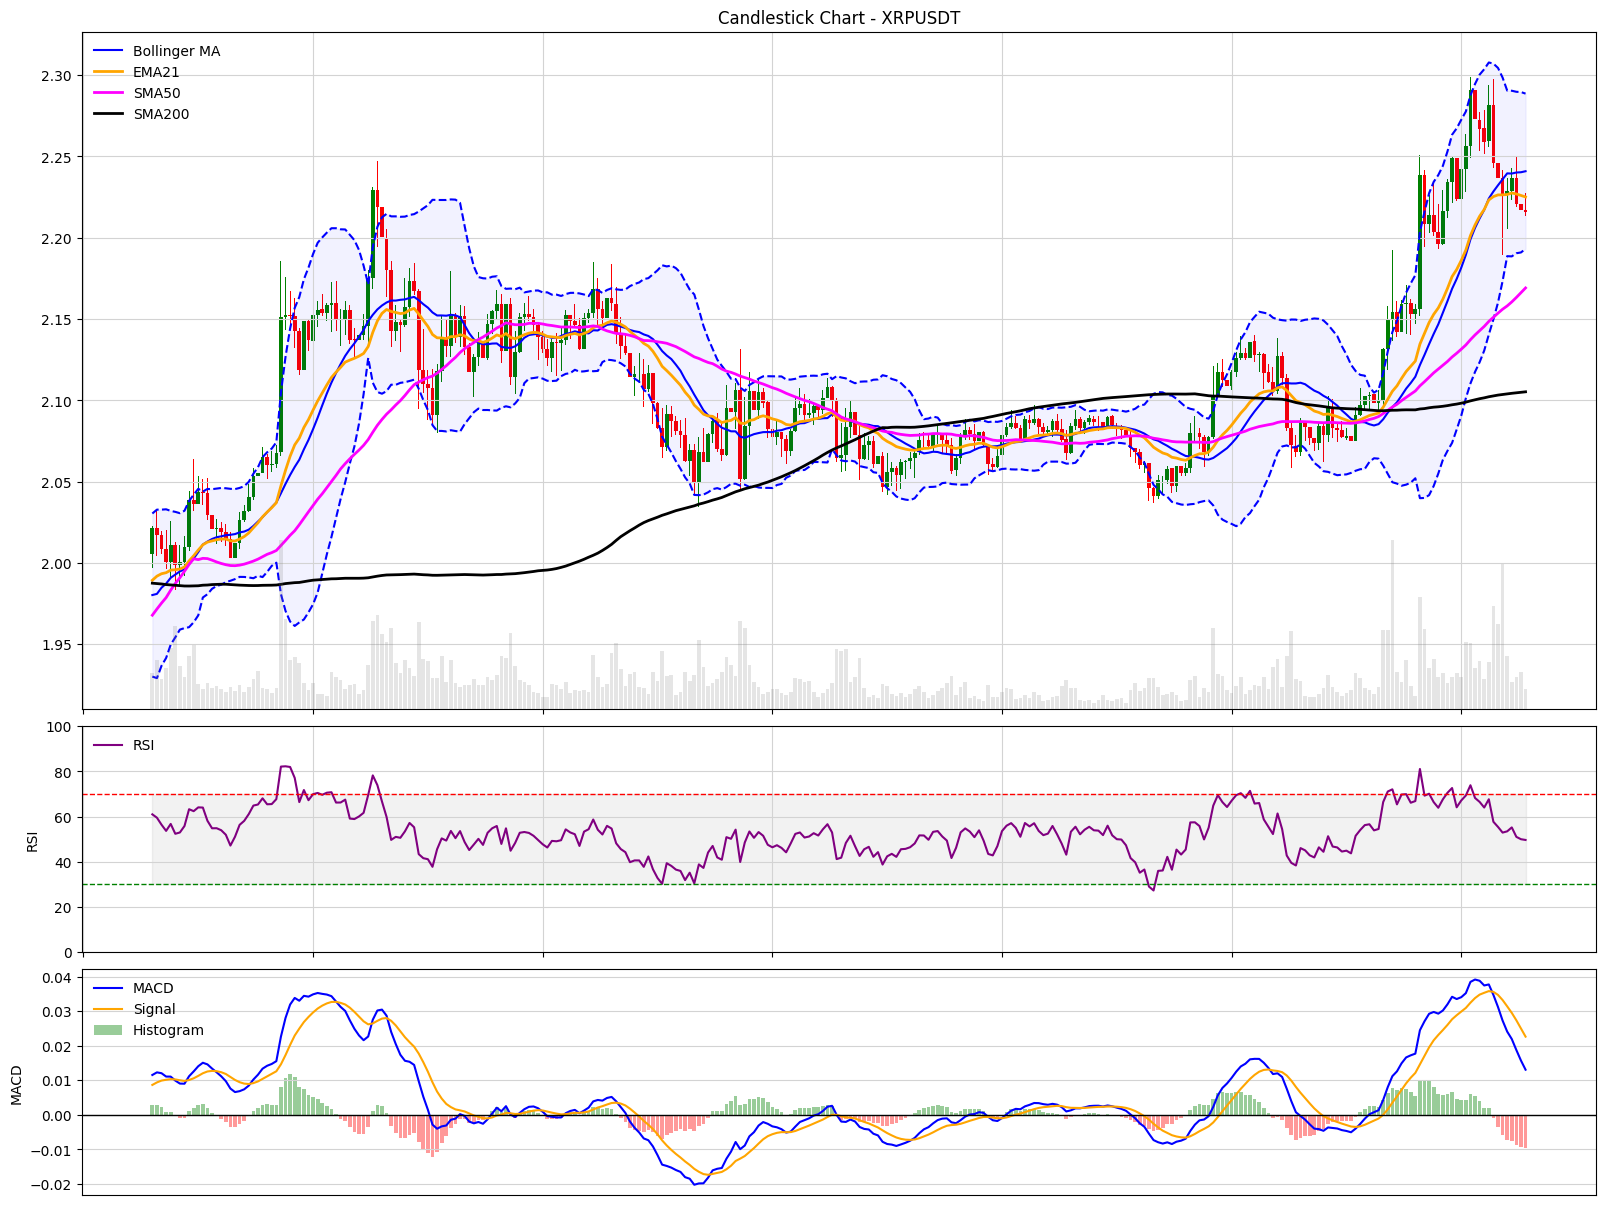 Candlestick Chart - XRPUSDT
Bollinger MA
EMA21
SMA50
SMA200
2.30
2.25
2.20
2.15
2.10
2.05
2.00
1.95
RSI
100
80
60
40
20
0
RSI
MACD
Signal
Histogram
0.04
0.03
0.02
0.01
0.00
−0.01
−0.02
MACD